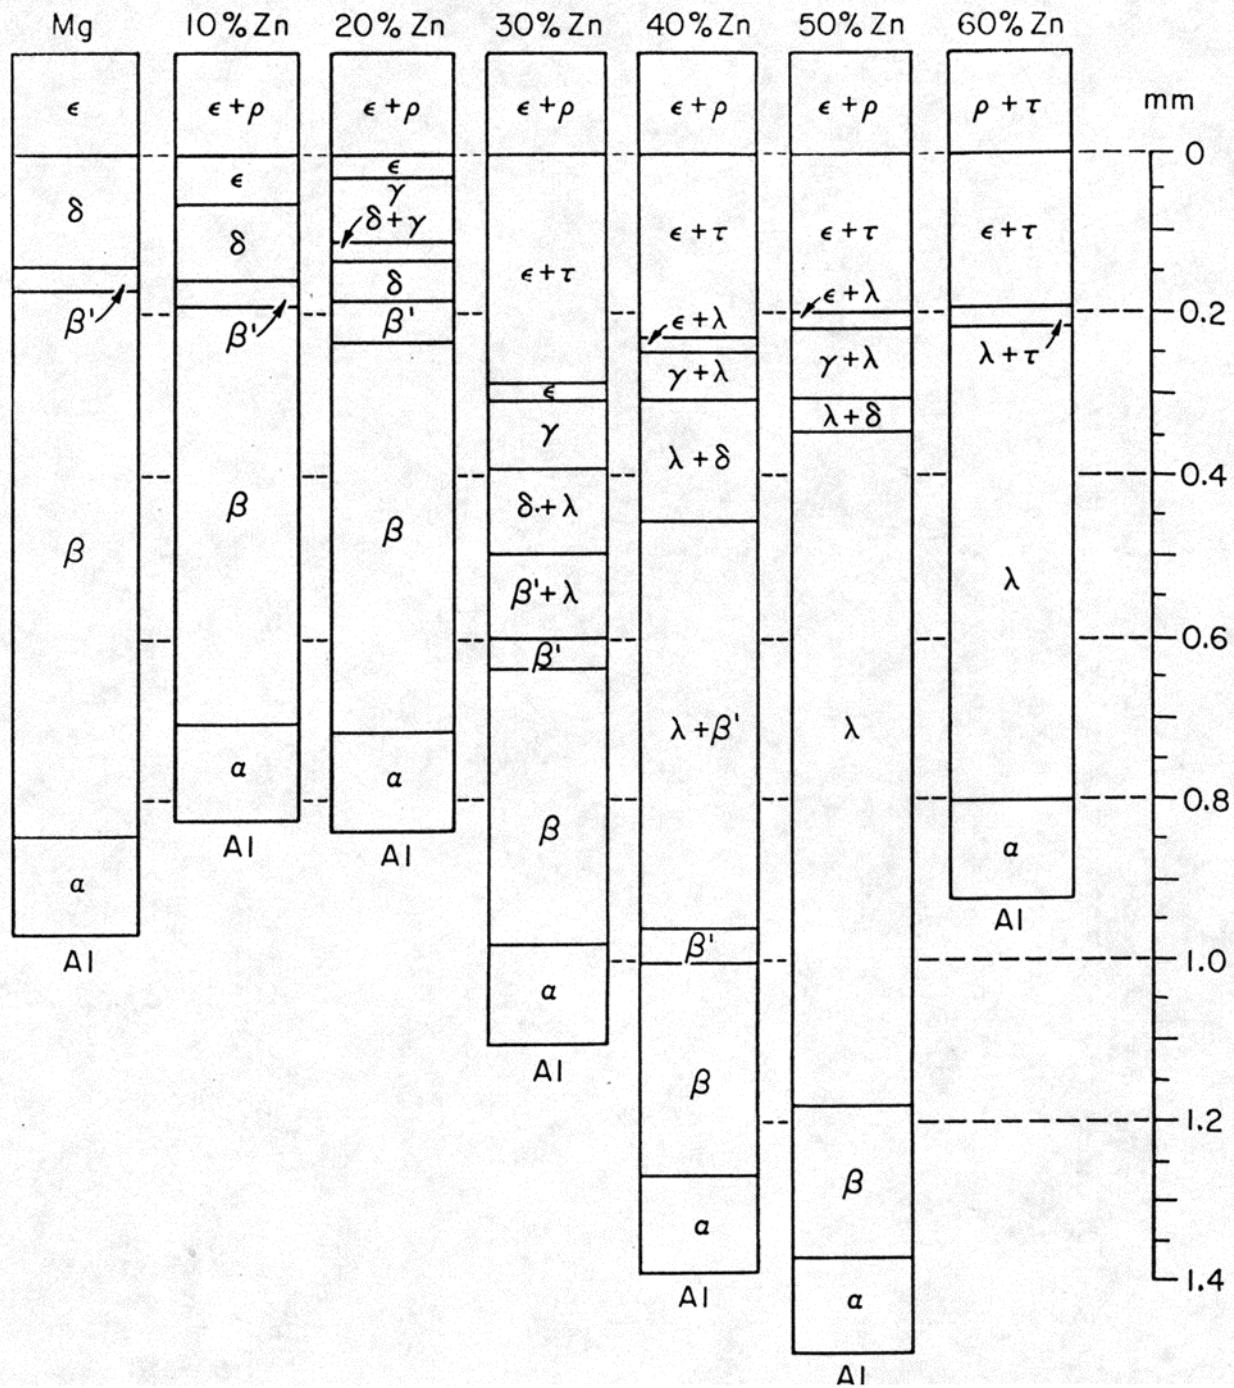 Mg 10%Zn 20%Zn 30%Zn 40%Zn 50%Zn 60%Zn
mm
ϵ ϵ+ρ ϵ+ρ ϵ+ρ ϵ+ρ ϵ+ρ ρ+τ
0
δ ϵ ϵ ϵ+τ ϵ+τ ϵ+τ ϵ+τ
γ
δ+γ
δ
δ
β' β' β' ϵ+λ ϵ+λ λ+τ
0.2
ϵ γ+λ γ+λ
γ λ+δ λ+δ
0.4
β β β δ+λ λ
β'+λ
0.6
β' λ+β' λ
α α β
0.8
Al Al α
α β' Al
Al
α
1.0
Al β
1.2
β
α
Al α
1.4
Al